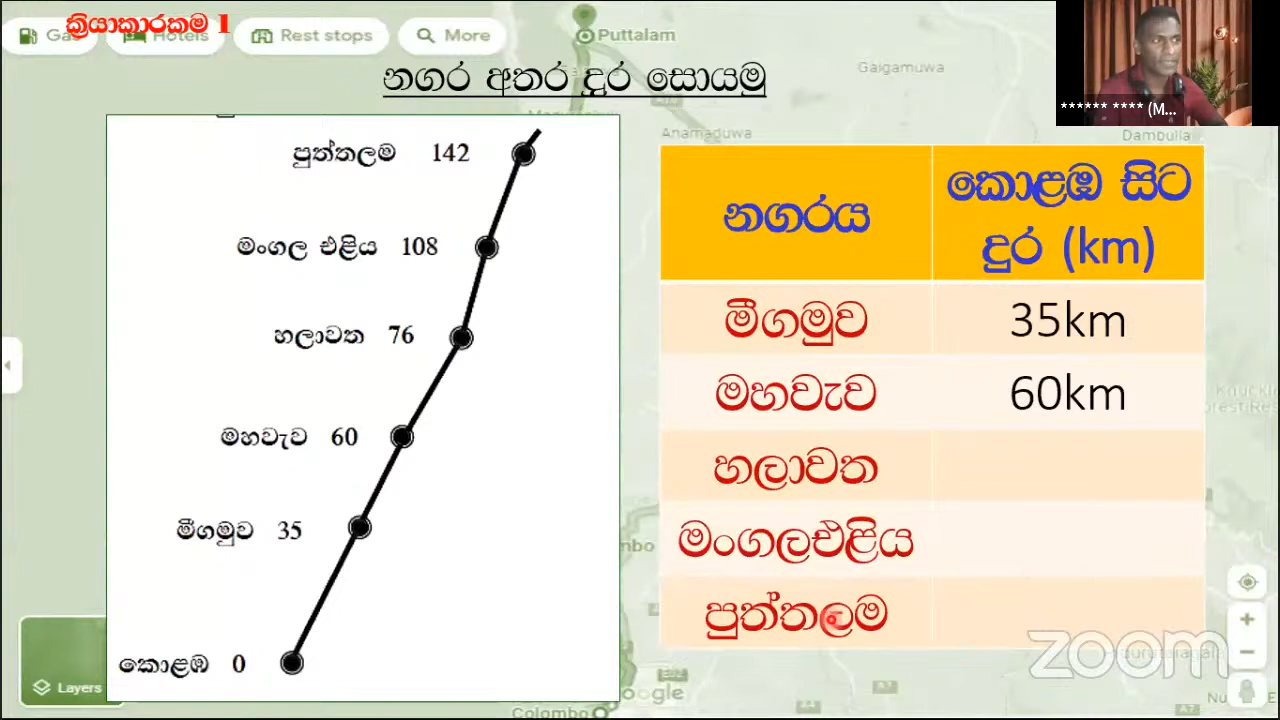 ක්‍රියාකාරකම 1
Hotels
Rest stops
More
Puttalam
Gaigamuwa
Anamaduwa
Dambulla
****** **** (M...
නගර අතර දුර සොයමු
පුත්තලම 142
මංගල එළිය 108
හලාවත 76
මහවැව 60
මීගමුව 35
කොළඹ 0
නගරය
කොළඹ සිට
දුර (km)
මීගමුව 35km
මහවැව 60km
හලාවත
මංගලඑළිය
පුත්තලම
zoom
Layers
Colombo